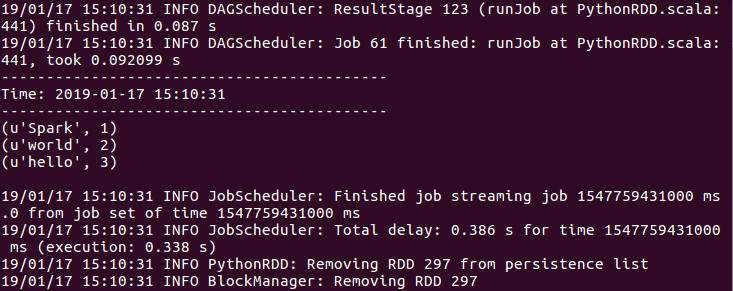 19/01/17 15:10:31 INFO DAGScheduler: ResultStage 123 (runJob at PythonRDD.scala:
441) finished in 0.087 s
19/01/17 15:10:31 INFO DAGScheduler: Job 61 finished: runJob at PythonRDD.scala:
441, took 0.092099 s
-------------------------------------------
Time: 2019-01-17 15:10:31
-------------------------------------------
(u'Spark', 1)
(u'world', 2)
(u'hello', 3)

19/01/17 15:10:31 INFO JobScheduler: Finished job streaming job 1547759431000 ms
.0 from job set of time 1547759431000 ms
19/01/17 15:10:31 INFO JobScheduler: Total delay: 0.386 s for time 1547759431000
 ms (execution: 0.338 s)
19/01/17 15:10:31 INFO PythonRDD: Removing RDD 297 from persistence list
19/01/17 15:10:31 INFO BlockManager: Removing RDD 297